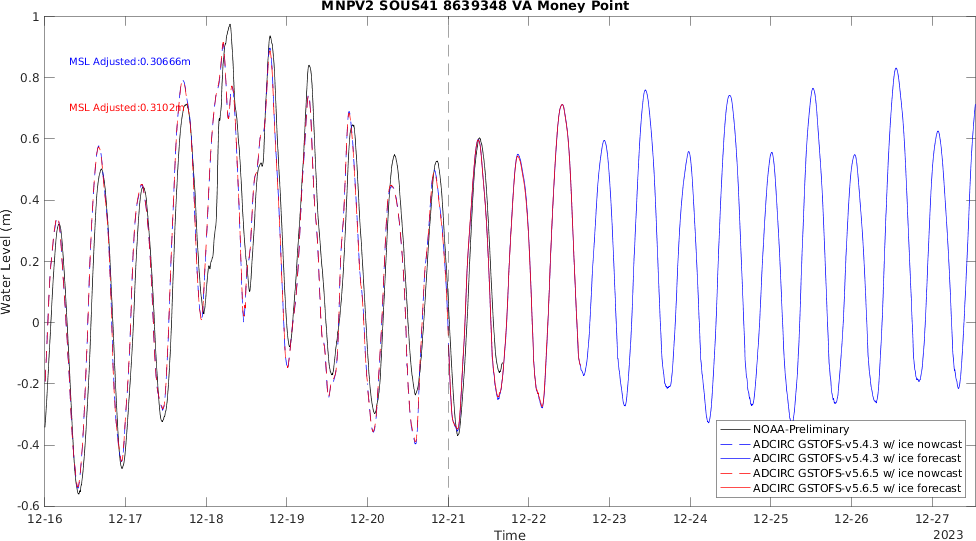 MNPV2 SOUS41 8639348 VA Money Point
1
0.8
0.6
0.4
0.2
0
-0.2
-0.4
-0.6
Water Level (m)
MSL Adjusted:0.30666m
MSL Adjusted:0.3102m
NOAA-Preliminary
ADCIRC GSTOFS-v5.4.3 w/ ice nowcast
ADCIRC GSTOFS-v5.4.3 w/ ice forecast
ADCIRC GSTOFS-v5.6.5 w/ ice nowcast
ADCIRC GSTOFS-v5.6.5 w/ ice forecast
12-16 12-17 12-18 12-19 12-20 12-21 12-22 12-23 12-24 12-25 12-26 12-27
Time
2023